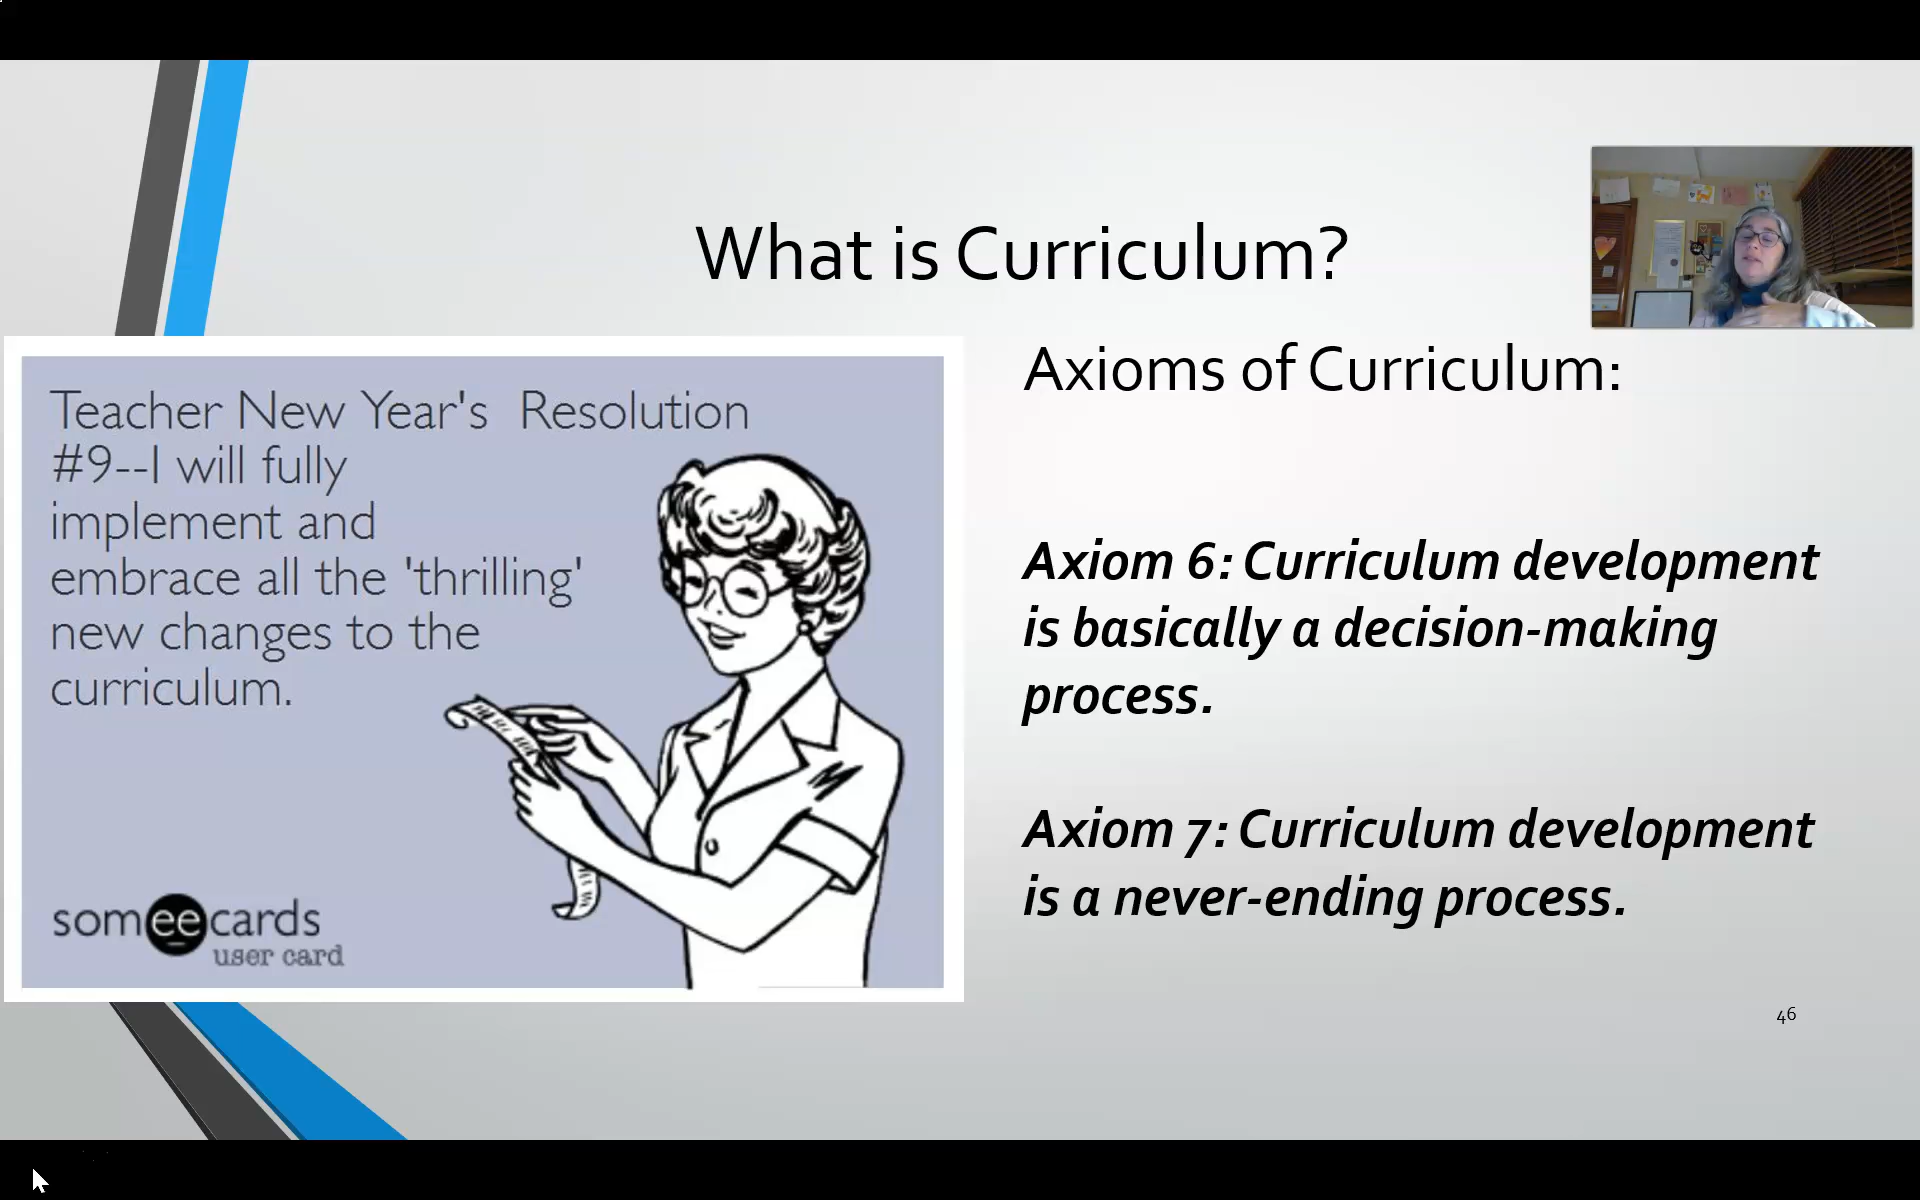 What is Curriculum?
Teacher New Year's Resolution
#9--I will fully
implement and
embrace all the 'thrilling'
new changes to the
curriculum.
someecards
user card
Axioms of Curriculum:
Axiom 6: Curriculum development
is basically a decision-making
process.
Axiom 7: Curriculum development
is a never-ending process.
46